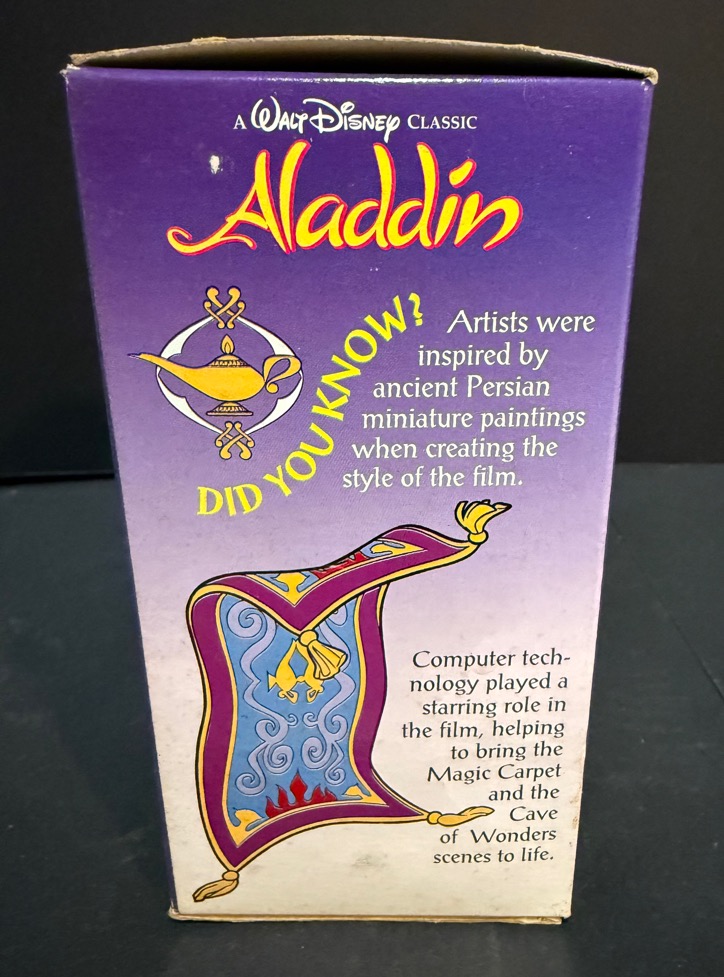 A Walt Disney Classic
Aladdin
DID YOU KNOW?
Artists were
inspired by
ancient Persian
miniature paintings
when creating the
style of the film.
Computer tech-
nology played a
starring role in
the film, helping
to bring the
Magic Carpet
and the
Cave
of Wonders
scenes to life.